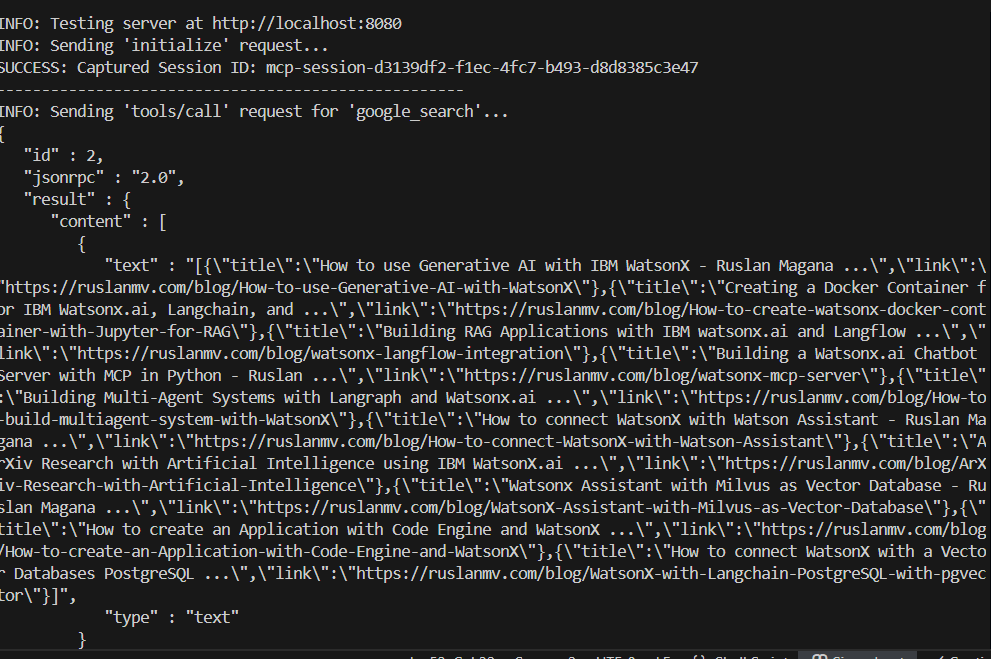 INFO: Testing server at http://localhost:8080
INFO: Sending 'initialize' request...
SUCCESS: Captured Session ID: mcp-session-d3139df2-f1ec-4fc7-b493-d8d8385c3e47
------------------------------------------------------
INFO: Sending 'tools/call' request for 'google_search'...
{
"id" : 2,
"jsonrpc" : "2.0",
"result" : {
"content" : [
{
"text" : "[{\"title\":\"How to use Generative AI with IBM WatsonX - Ruslan Magana ...\",\"link\":\
"https://ruslanmv.com/blog/How-to-use-Generative-AI-with-WatsonX\"},{\"title\":\"Creating a Docker Container f
or IBM Watsonx.ai, Langchain, and ...\",\"link\":\"https://ruslanmv.com/blog/How-to-create-watsonx-docker-cont
ainer-with-Jupyter-for-RAG\"},{\"title\":\"Building RAG Applications with IBM watsonx.ai and Langflow ...\",\"
link\":\"https://ruslanmv.com/blog/watsonx-langflow-integration\"},{\"title\":\"Building a Watsonx.ai Chatbot
Server with MCP in Python - Ruslan ...\",\"link\":\"https://ruslanmv.com/blog/watsonx-mcp-server\"},{\"title\"
:\"Building Multi-Agent Systems with Langraph and Watsonx.ai ...\",\"link\":\"https://ruslanmv.com/blog/How-to
-build-multiagent-system-with-WatsonX\"},{\"title\":\"How to connect WatsonX with Watson Assistant - Ruslan Ma
gana ...\",\"link\":\"https://ruslanmv.com/blog/How-to-connect-WatsonX-with-Watson-Assistant\"},{\"title\":\"A
rXiv Research with Artificial Intelligence using IBM WatsonX.ai ...\",\"link\":\"https://ruslanmv.com/blog/ArX
iv-Research-with-Artificial-Intelligence\"},{\"title\":\"Watsonx Assistant with Milvus as Vector Database - Ru
slan Magana ...\",\"link\":\"https://ruslanmv.com/blog/WatsonX-Assistant-with-Milvus-as-Vector-Database\"},{\"
title\":\"How to create an Application with Code Engine and WatsonX ...\",\"link\":\"https://ruslanmv.com/blog
/How-to-create-an-Application-with-Code-Engine-and-WatsonX\"},{\"title\":\"How to connect WatsonX with a Vecto
r Databases PostgreSQL ...\",\"link\":\"https://ruslanmv.com/blog/WatsonX-with-Langchain-PostgreSQL-with-pgvec
tor\"}]",
"type" : "text"
}